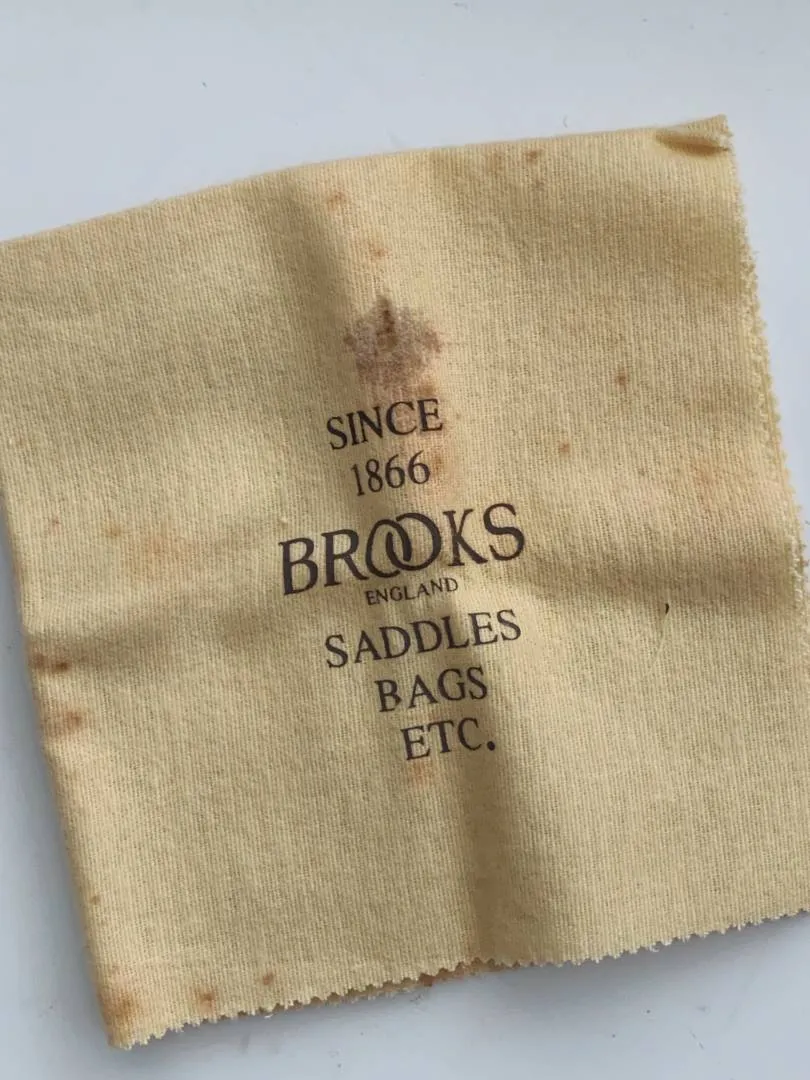 SINCE
1866
BROOKS
ENGLAND
SADDLES
BAGS
ETC.